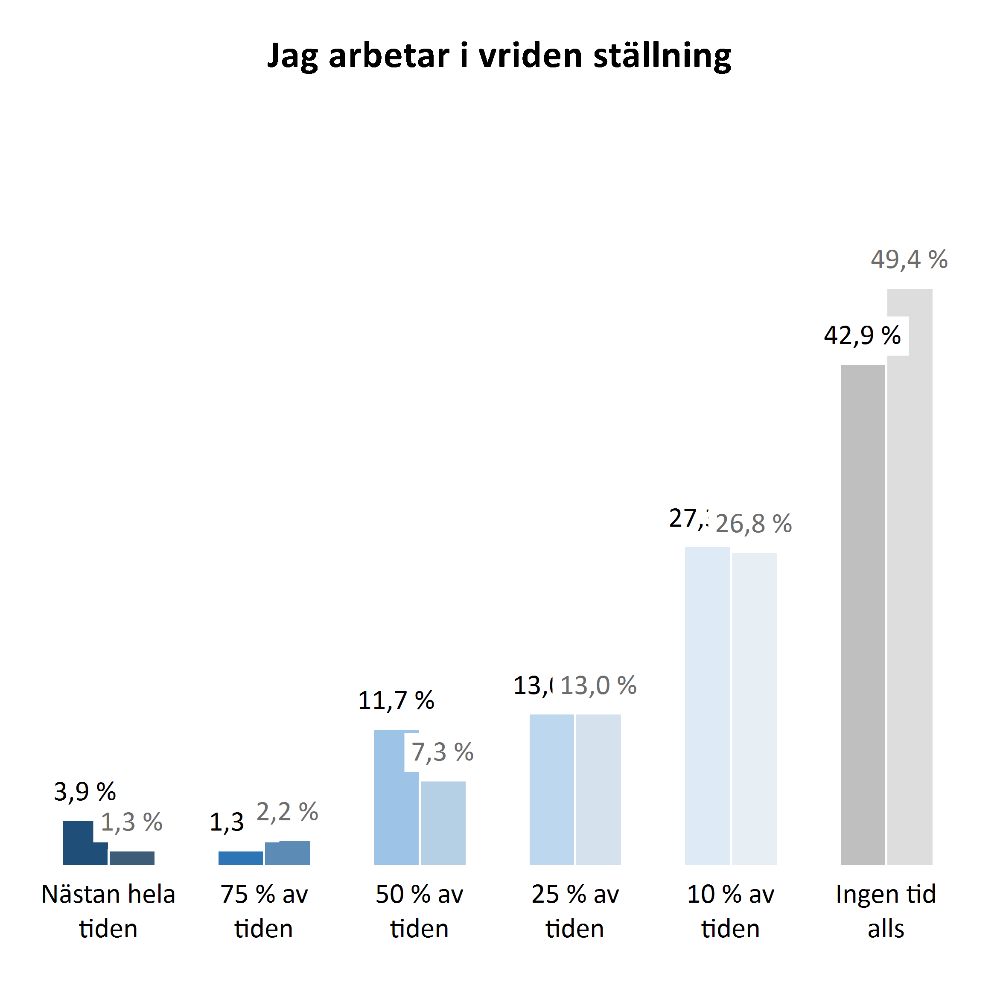 Jag arbetar i vriden ställning
49,4 %
42,9 %
26,8 %
13,0 %
11,7 %
7,3 %
3,9 %
1,3 %
1,3
2,2 %
Nästan hela tiden
75 % av tiden
50 % av tiden
25 % av tiden
10 % av tiden
Ingen tid alls